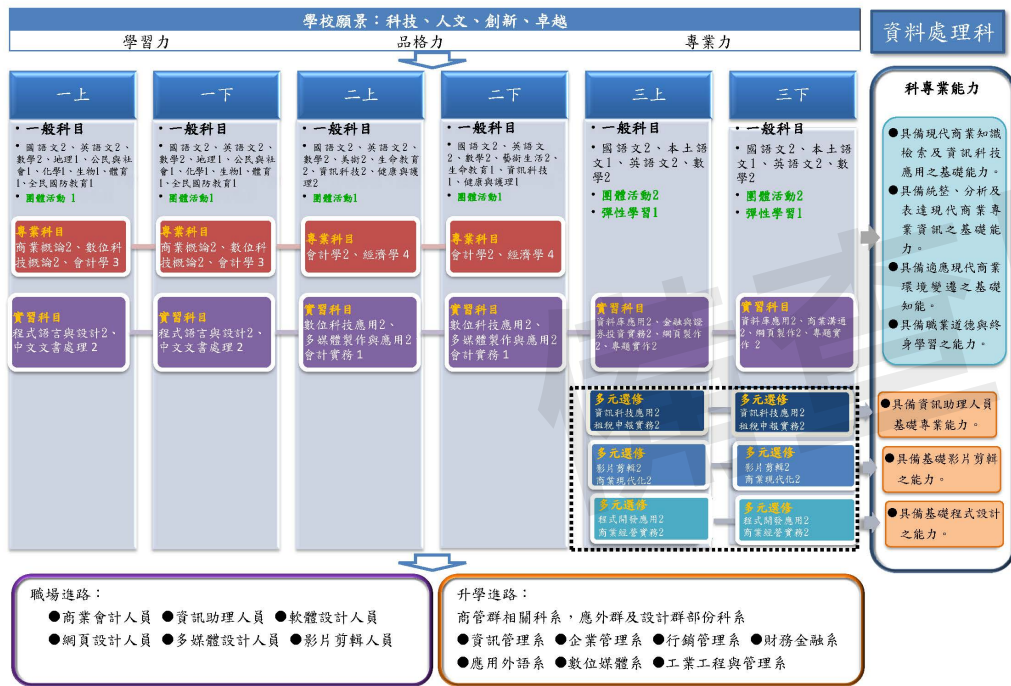 學校願景：科技、人文、創新、卓越
學習力
品格力
專業力
資料處理科
一上
•一般科目
•國語文2、英語文2、
數學2、地理1、公民與社
會1、化學1、生物1、體育
1、全民國防教育1
•團體活動 1
專業科目
商業概論2、數位科
技概論2、會計學3
實習科目
程式語言與設計2、
中文文書處理2
一下
•一般科目
•國語文2、英語文2、
數學2、地理1、公民與社
會1、化學1、生物1、體育
1、全民國防教育1
•團體活動1
專業科目
商業概論2、數位科
技概論2、會計學3
實習科目
程式語言與設計2、
中文文書處理2
二上
•一般科目
•國語文2、英語文2、
數學2、美術2、生命教育
2、資訊科技2、健康與護
理2
•團體活動1
專業科目
會計學2、經濟學4
實習科目
數位科技應用2、
多媒體製作與應用2
會計實務1
二下
•一般科目
•國語文2、英語文
2、數學2、藝術生活2、
生命教育1、資訊科技
1、健康與護理1
•團體活動1
專業科目
會計學2、經濟學4
實習科目
數位科技應用2、
多媒體製作與應用2
會計實務1
三上
•一般科目
•國語文2、本土語
文1、英語文2、數
學2
•團體活動2
•彈性學習1
實習科目
資料庫應用2、金融與證
券投資實務2、網頁製作
2、專題實作2
多元選修
資訊科技應用2
租稅申報實務2
多元選修
影片剪輯2
商業現代化2
多元選修
程式開發應用2
商業經營實務2
三下
•一般科目
•國語文2、本土語
文1、英語文2、數
學2
•團體活動2
•彈性學習1
實習科目
資料庫應用2、商業溝通
2、網頁製作2、專題實
作 2
多元選修
資訊科技應用2
租稅申報實務2
多元選修
影片剪輯2
商業現代化2
多元選修
程式開發應用2
商業經營實務2
科專業能力
●具備現代商業知識
檢索及資訊科技
應用之基礎能力。
●具備統整、分析及
表達現代商業專
業資訊之基礎能
力。
●具備適應現代商業
環境變遷之基礎
知能。
●具備職業道德與終
身學習之能力。
●具備資訊助理人員
基礎專業能力。
●具備基礎影片剪輯
之能力。
●具備基礎程式設計
之能力。
職場進路：
●商業會計人員 ●資訊助理人員 ●軟體設計人員
●網頁設計人員 ●多媒體設計人員 ●影片剪輯人員
升學進路：
商管群相關科系，應外群及設計群部份科系
●資訊管理系 ●企業管理系 ●行銷管理系 ●財務金融系
●應用外語系 ●數位媒體系 ●工業工程與管理系
備查